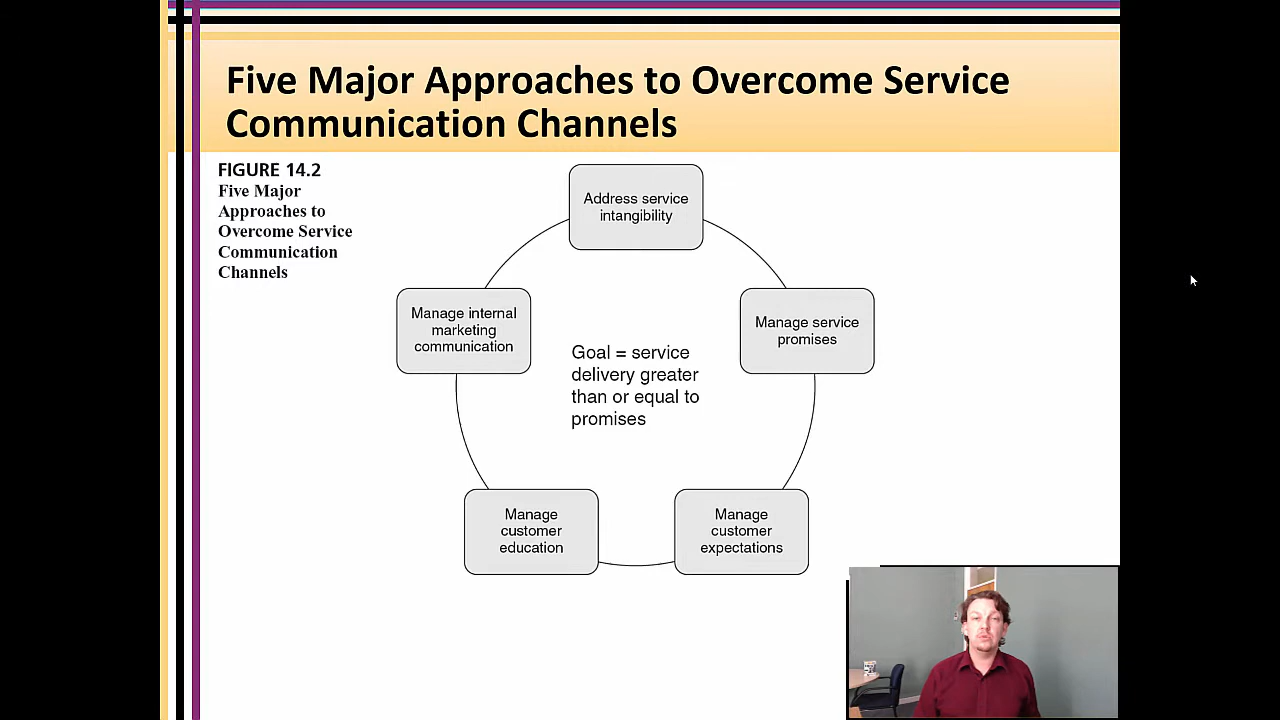 Five Major Approaches to Overcome Service
Communication Channels
FIGURE 14.2
Five Major
Approaches to
Overcome Service
Communication
Channels
Address service
intangibility
Manage internal
marketing
communication
Manage service
promises
Goal = service
delivery greater
than or equal to
promises
Manage
customer
education
Manage
customer
expectations